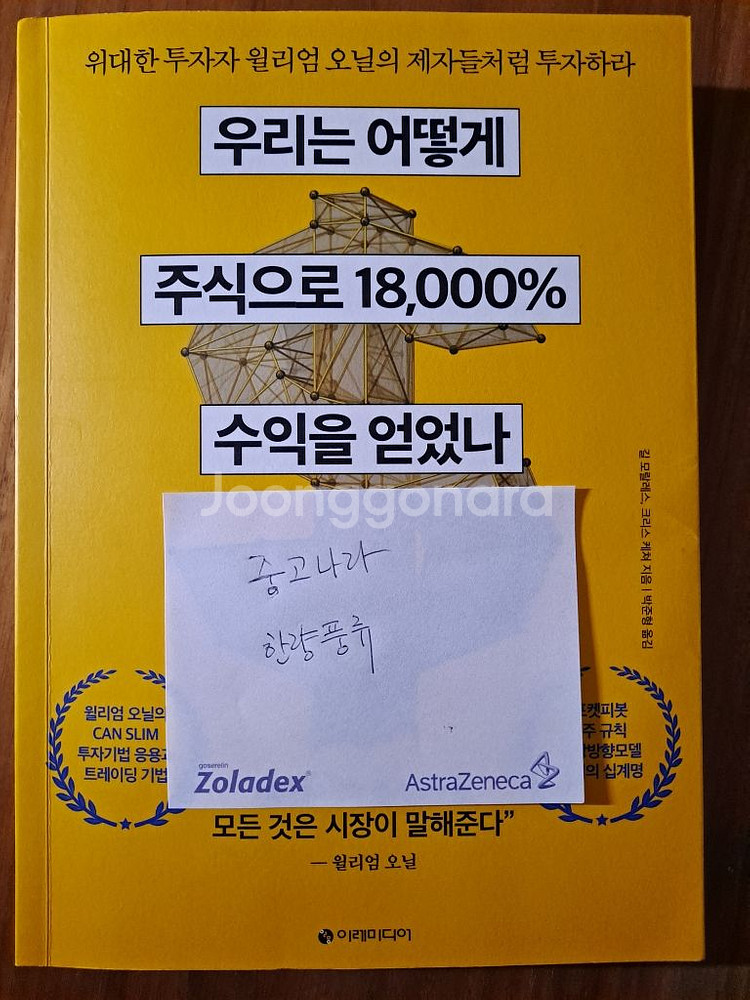 위대한 투자자 윌리엄 오닐의 제자들처럼 투자하라
우리는 어떻게
주식으로 18,000%
수익을 얻었나
Joonggonara
길 모랄레스, 크리스 케쳐 지음 | 박준형 옮김
중고나라
한량풍류
윌리엄 오닐의
CAN SLIM
투자기법 응용과
트레이딩 기법
켓피봇
주 규칙
방향모델
의 십계명
goserelin
Zoladex®
AstraZeneca
모든 것은 시장이 말해준다”
— 윌리엄 오닐
이레미디어